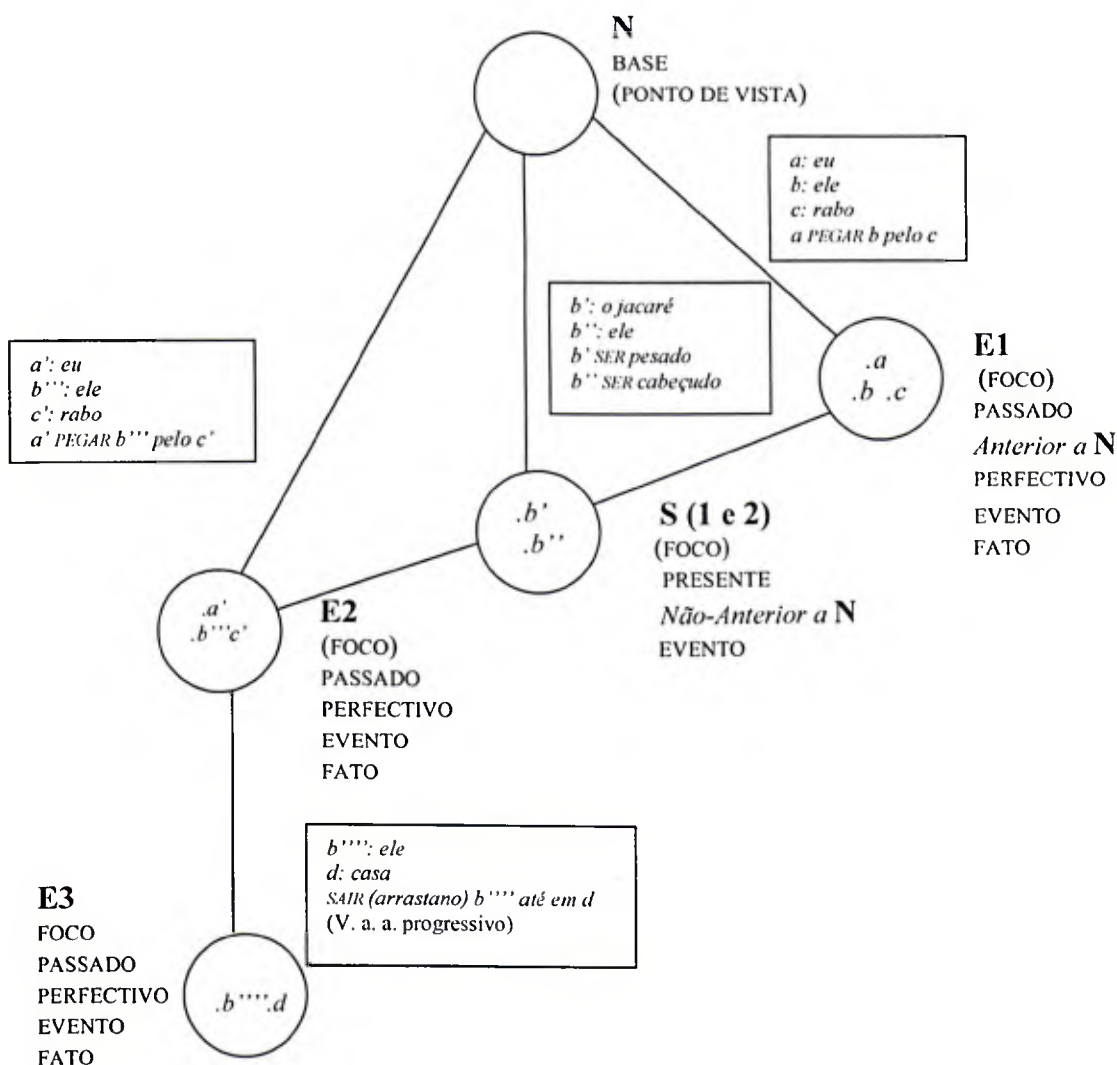 N
BASE
(PONTO DE VISTA)
a: eu
b: ele
c: rabo
a PEGAR b pelo c
b': o jacaré
b'': ele
b' SER pesado
b'' SER cabeçudo
a': eu
b''': ele
c': rabo
a' PEGAR b''' pelo c'
.a
.b .c
E1
(FOCO)
PASSADO
Anterior a N
PERFECTIVO
EVENTO
FATO
.b'
.b''
S (1 e 2)
(FOCO)
PRESENTE
Não-Anterior a N
EVENTO
.a'
.b'''c'
E2
(FOCO)
PASSADO
PERFECTIVO
EVENTO
FATO
b'''': ele
d: casa
SAIR (arrastano) b'''' até em d
(V. a. a. progressivo)
E3
FOCO
PASSADO
PERFECTIVO
EVENTO
FATO
.b''''.d